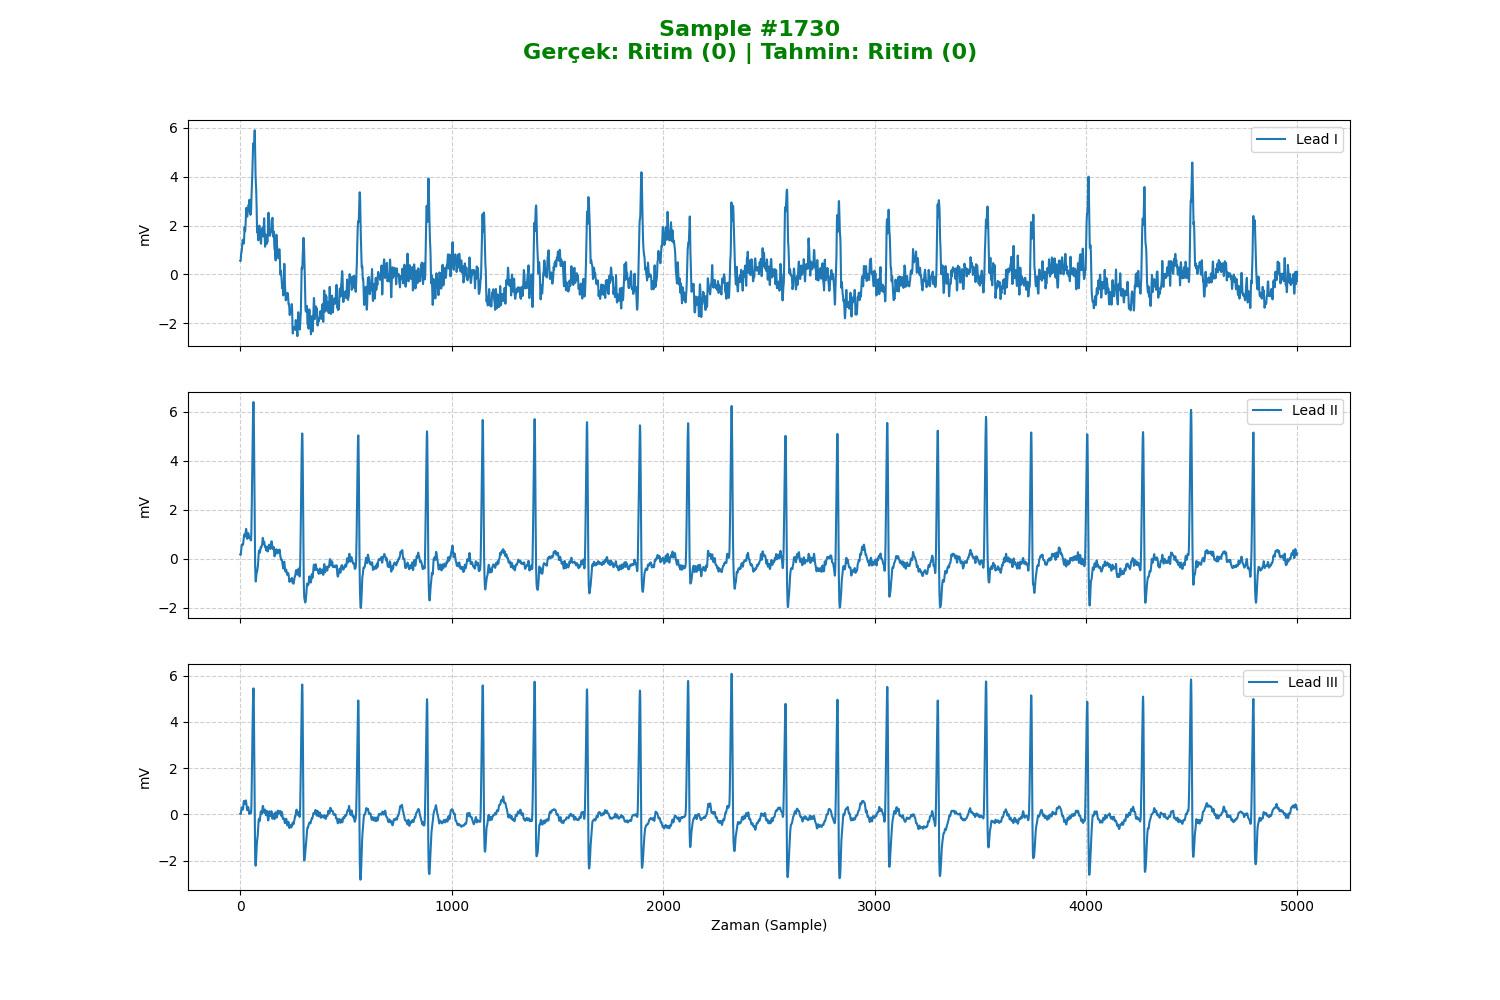 Sample #1730
Gerçek: Ritim (0) | Tahmin: Ritim (0)
6
4
2
0
−2
mV
Lead I
6
4
2
0
−2
mV
Lead II
6
4
2
0
−2
mV
Lead III
0
1000
2000
3000
4000
5000
Zaman (Sample)